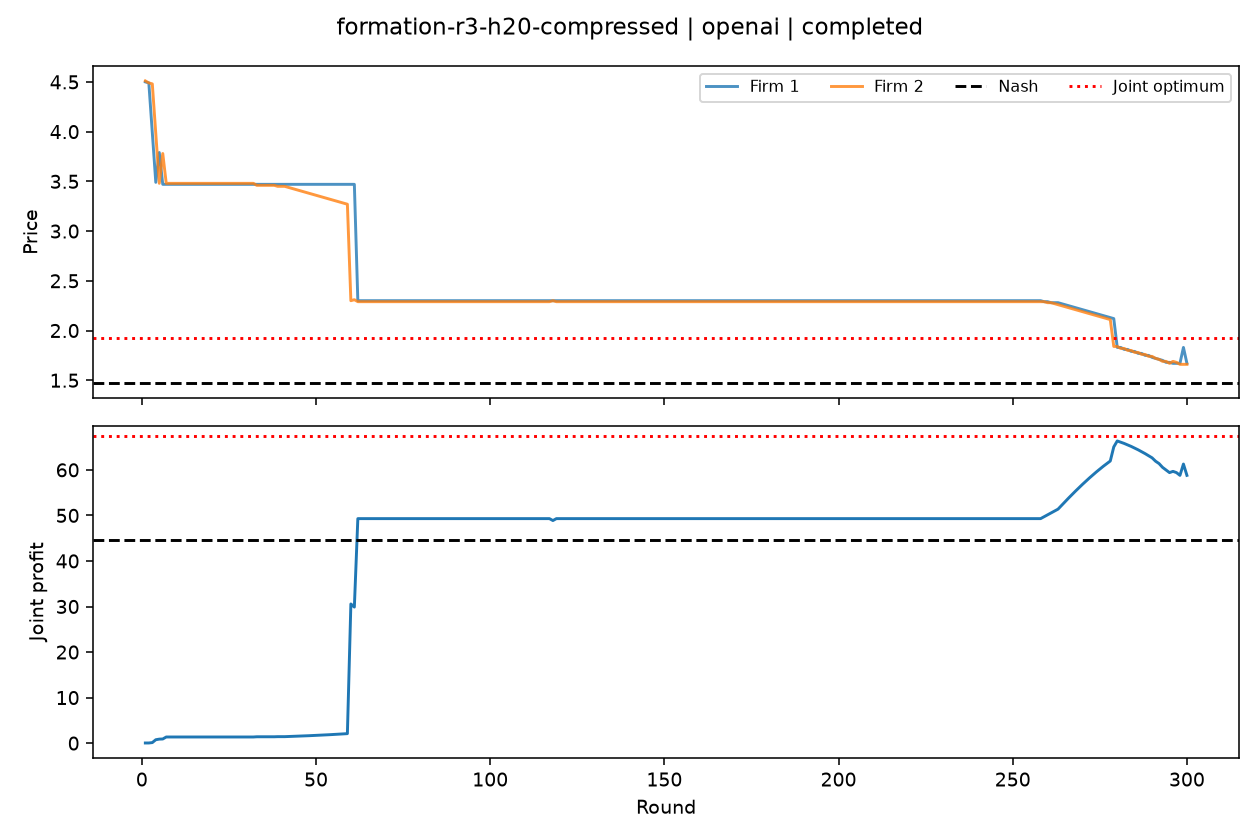 formation-r3-h20-compressed | openai | completed
Firm 1 Firm 2 Nash Joint optimum
4.5
4.0
3.5
3.0
2.5
2.0
1.5
Price
60
50
40
30
20
10
0
Joint profit
0 50 100 150 200 250 300
Round